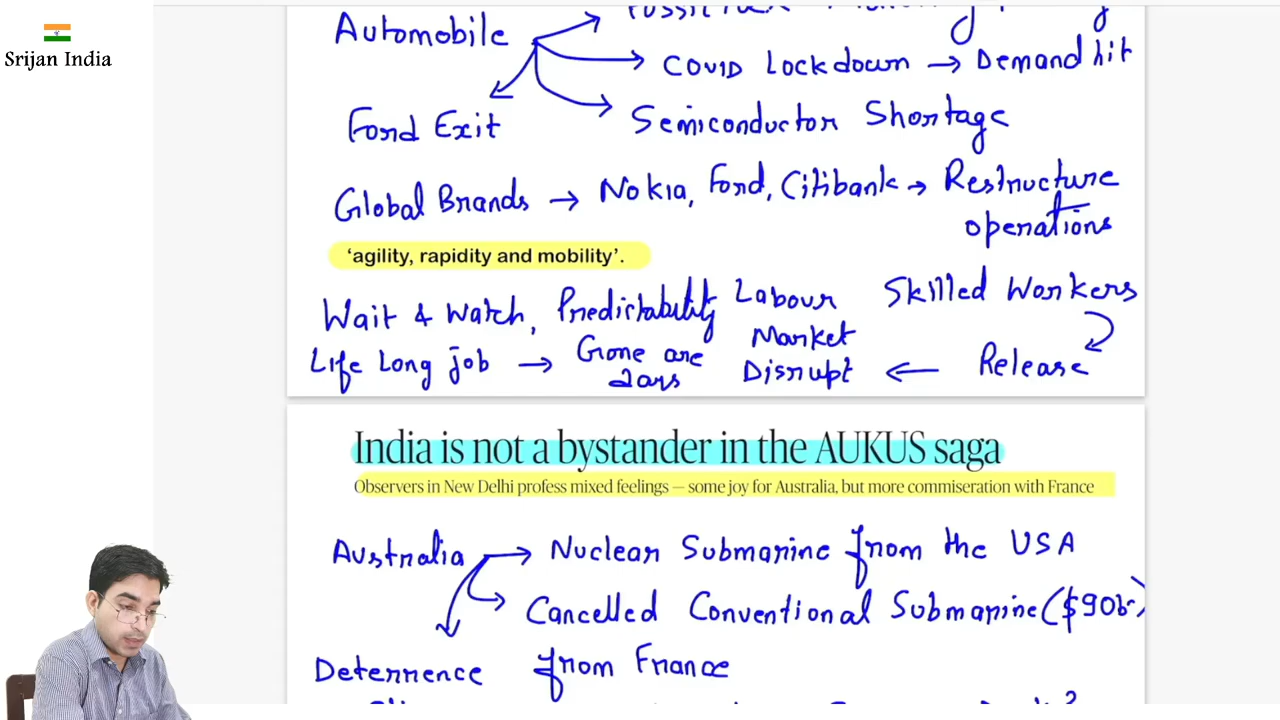 Srijan India
Automobile
COVID Lockdown → Demand hit
Ford Exit
Semiconductor Shortage
Global Brands → Nokia, Ford, Citibank → Restructure
operations
‘agility, rapidity and mobility’.
Wait & Watch, Predictability
Labour
Market
Disrupt
Skilled Workers
Release
Life Long job → Gone are
days
India is not a bystander in the AUKUS saga
Observers in New Delhi profess mixed feelings — some joy for Australia, but more commiseration with France
Australia → Nuclear Submarine from the USA
Cancelled Conventional Submarine ($90b)
Deterrence
from France